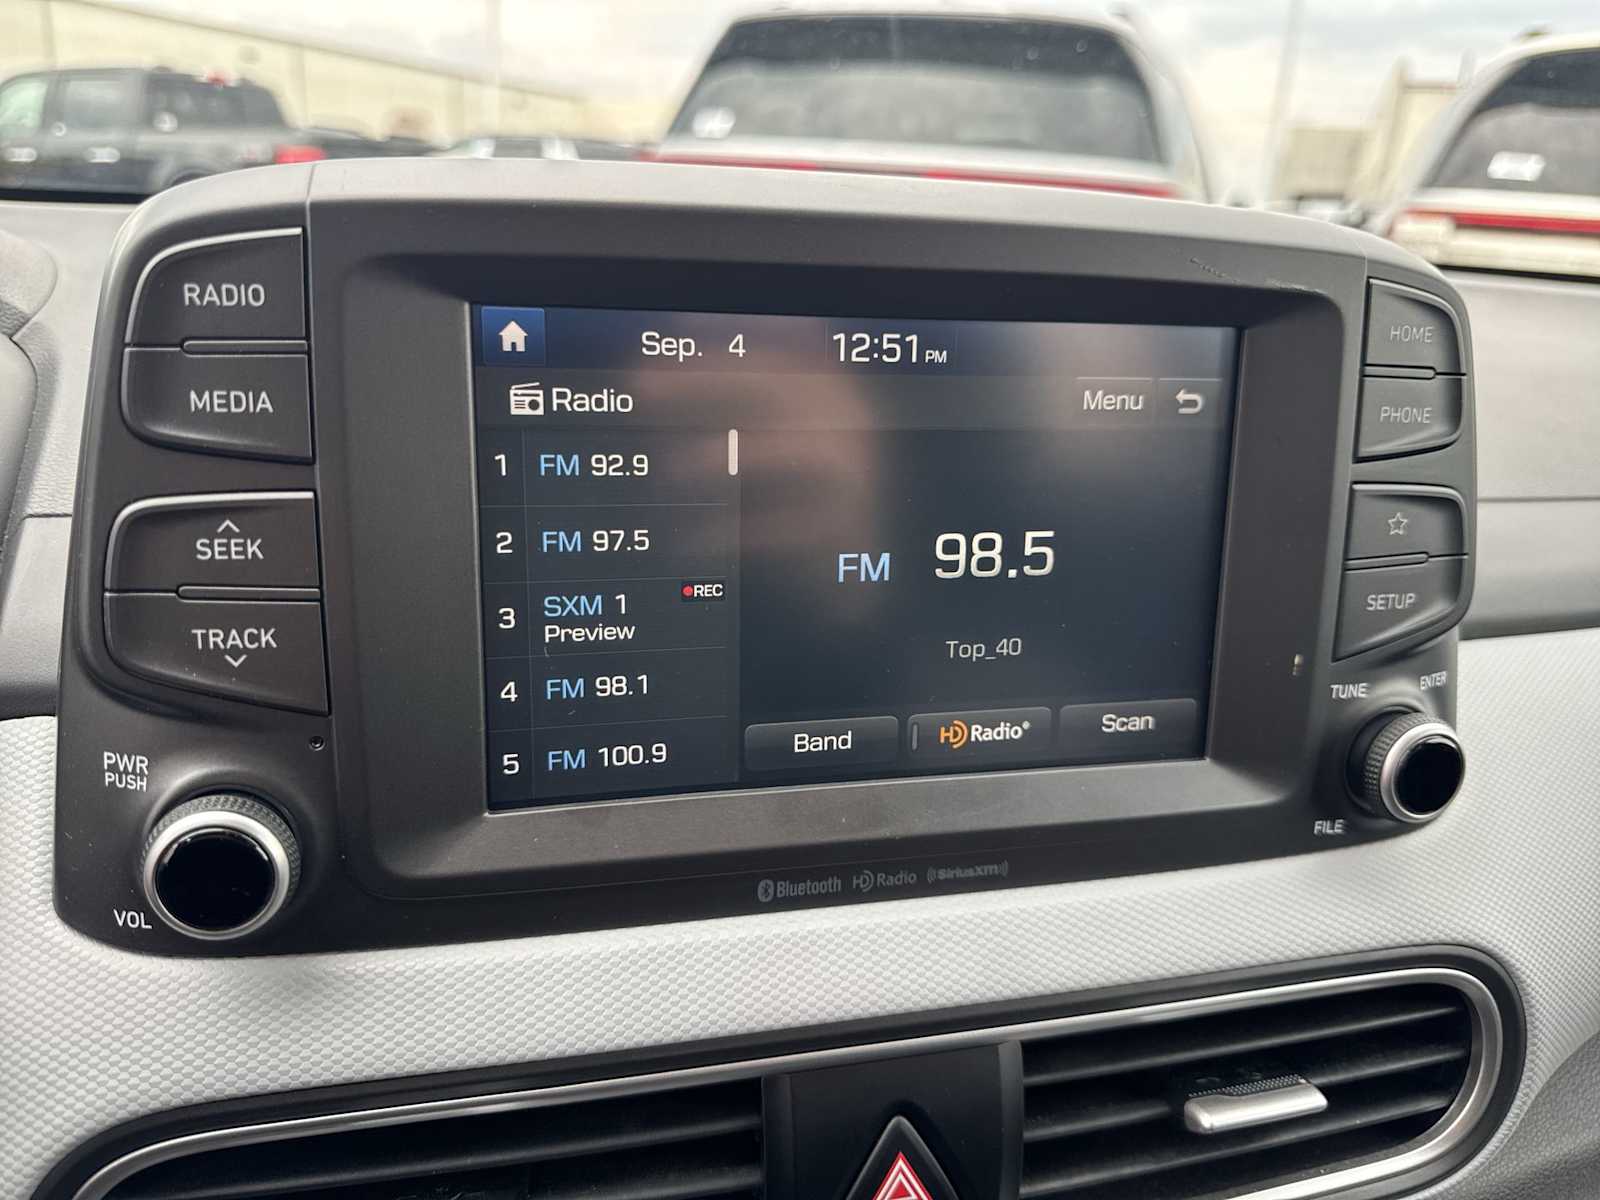 RADIO
MEDIA
SEEK
TRACK
PWR
PUSH
VOL
Sep. 4 12:51 PM
Radio
Menu
1 FM 92.9
2 FM 97.5
3 SXM 1 REC
Preview
4 FM 98.1
5 FM 100.9
FM 98.5
Top_40
Band
HD Radio®
Scan
HOME
PHONE
SETUP
TUNE
ENTER
FILE
Bluetooth HD Radio ((SiriusXM))